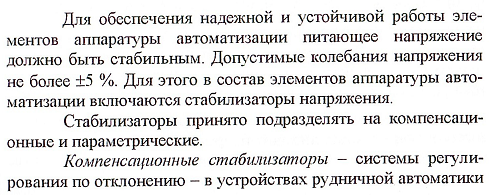 Для обеспечения надежной и устойчивой работы эле-
ментов аппаратуры автоматизации питающее напряжение
должно быть стабильным. Допустимые колебания напряжения
не более ±5 %. Для этого в состав элементов аппаратуры авто-
матизации включаются стабилизаторы напряжения.
Стабилизаторы принято подразделять на компенсаци-
онные и параметрические.
Компенсационные стабилизаторы – системы регули-
рования по отклонению – в устройствах рудничной автоматики